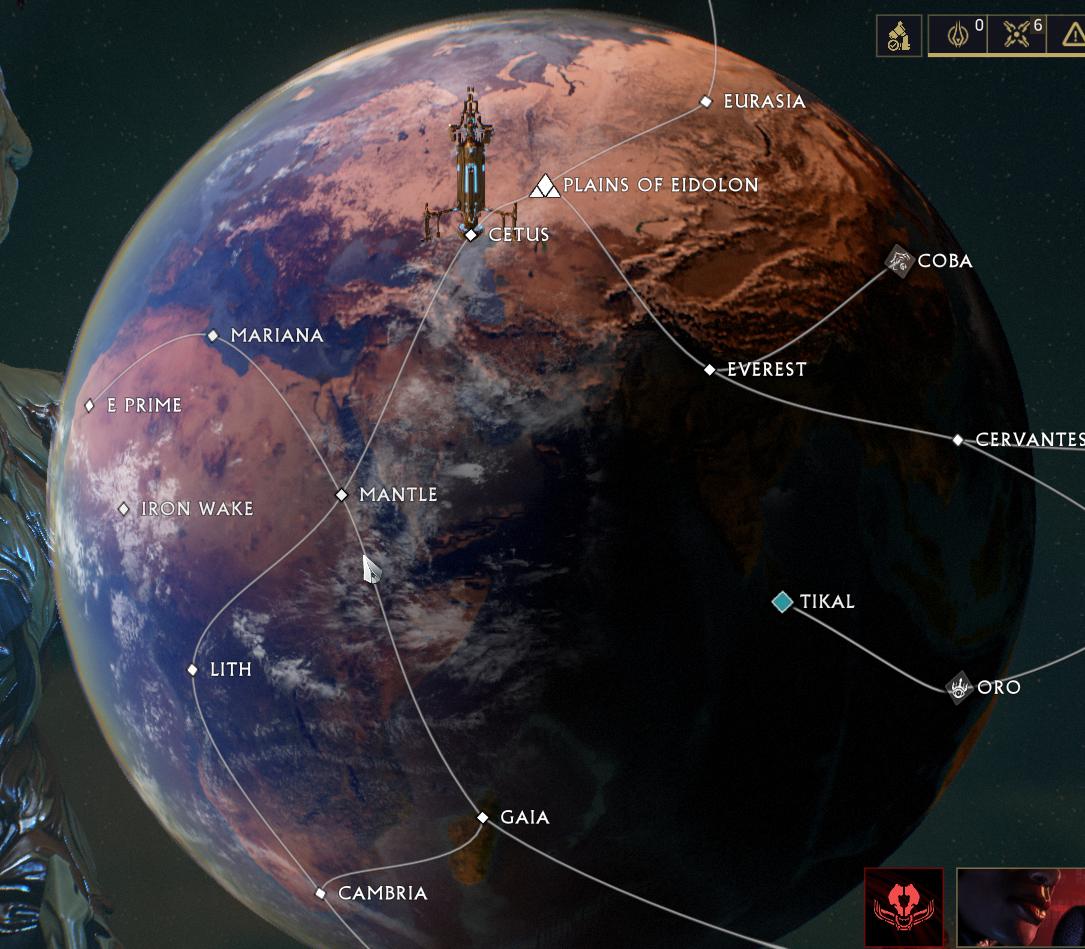 0
6
EURASIA
PLAINS OF EIDOLON
CETUS
COBA
MARIANA
EVEREST
E PRIME
CERVANTES
MANTLE
IRON WAKE
TIKAL
LITH
ORO
GAIA
CAMBRIA